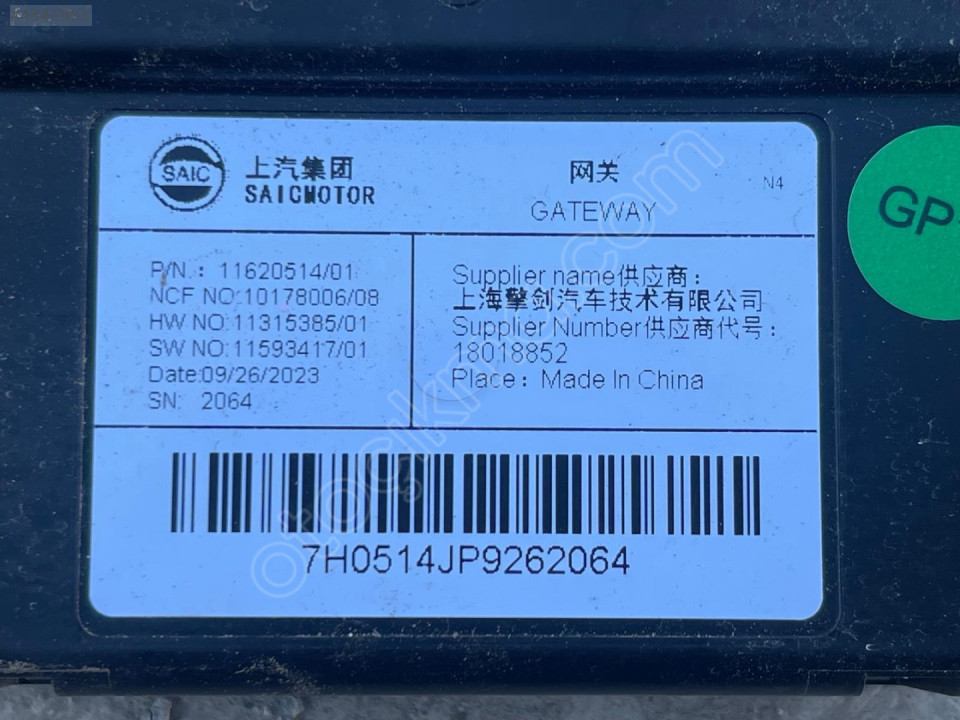 SAIC
上汽集团
SAICMOTOR
网关
GATEWAY
N4
P/N. : 11620514/01
NCF NO:10178006/08
HW NO:11315385/01
SW NO:11593417/01
Date:09/26/2023
SN: 2064
Supplier name供应商:
上海擎剑汽车技术有限公司
Supplier Number供应商代号:
18018852
Place: Made In China
7H0514JP9262064
GP
otocikma.com